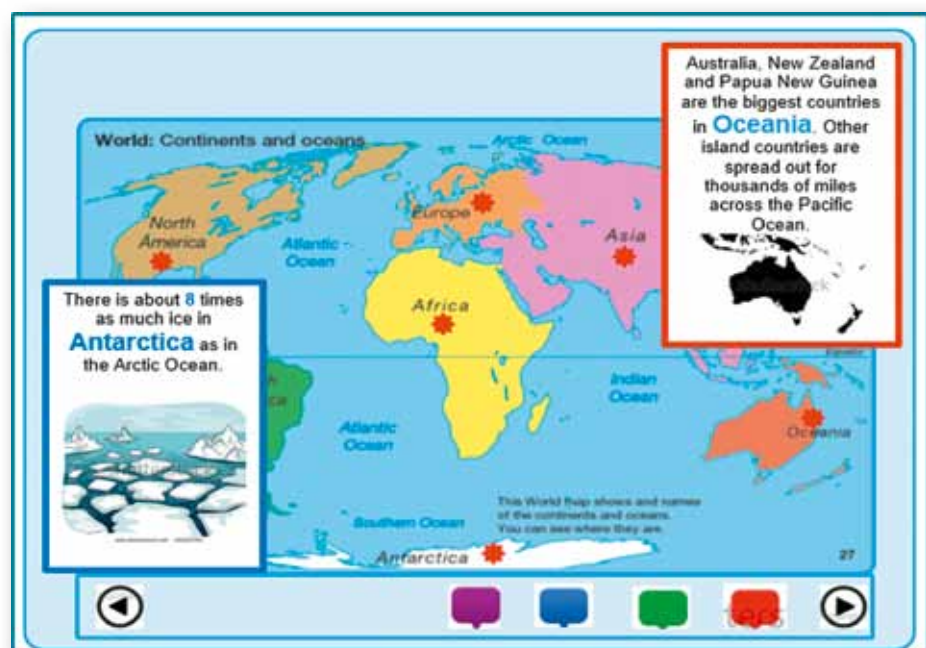 World: Continents and oceans
Arctic Ocean
Australia, New Zealand
and Papua New Guinea
are the biggest countries
in Oceania. Other
island countries are
spread out for
thousands of miles
across the Pacific
Ocean.
North
America
Europe
Asia
Atlantic
Ocean
Africa
There is about 8 times
as much ice in
Antarctica as in
the Arctic Ocean.
Equator
Indian
Ocean
Atlantic
Ocean
Oceania
This World map shows and names
of the continents and oceans.
You can see where they are.
Southern Ocean
Antarctica
27